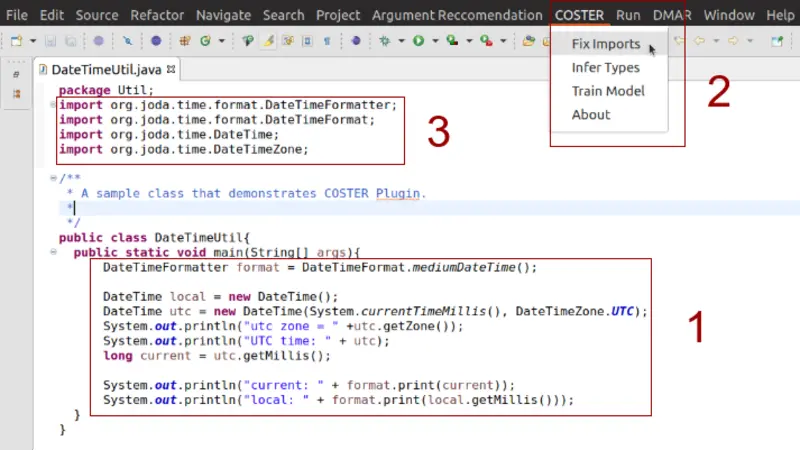 File Edit Source Refactor Navigate Search Project Argument Reccomendation COSTER Run DMAR Window Help
Fix Imports
Infer Types
Train Model
About
2
DateTimeUtil.java
package Util;
import org.joda.time.format.DateTimeFormatter;
import org.joda.time.format.DateTimeFormat;
import org.joda.time.DateTime;
import org.joda.time.DateTimeZone;
3
/**
* A sample class that demonstrates COSTER Plugin.
*
*/
public class DateTimeUtil{
public static void main(String[] args){
DateTimeFormatter format = DateTimeFormat.mediumDateTime();
DateTime local = new DateTime();
DateTime utc = new DateTime(System.currentTimeMillis(), DateTimeZone.UTC);
System.out.println("utc zone = " +utc.getZone());
System.out.println("UTC time: " + utc);
long current = utc.getMillis();
System.out.println("current: " + format.print(current));
System.out.println("local: " + format.print(local.getMillis()));
1
}
}